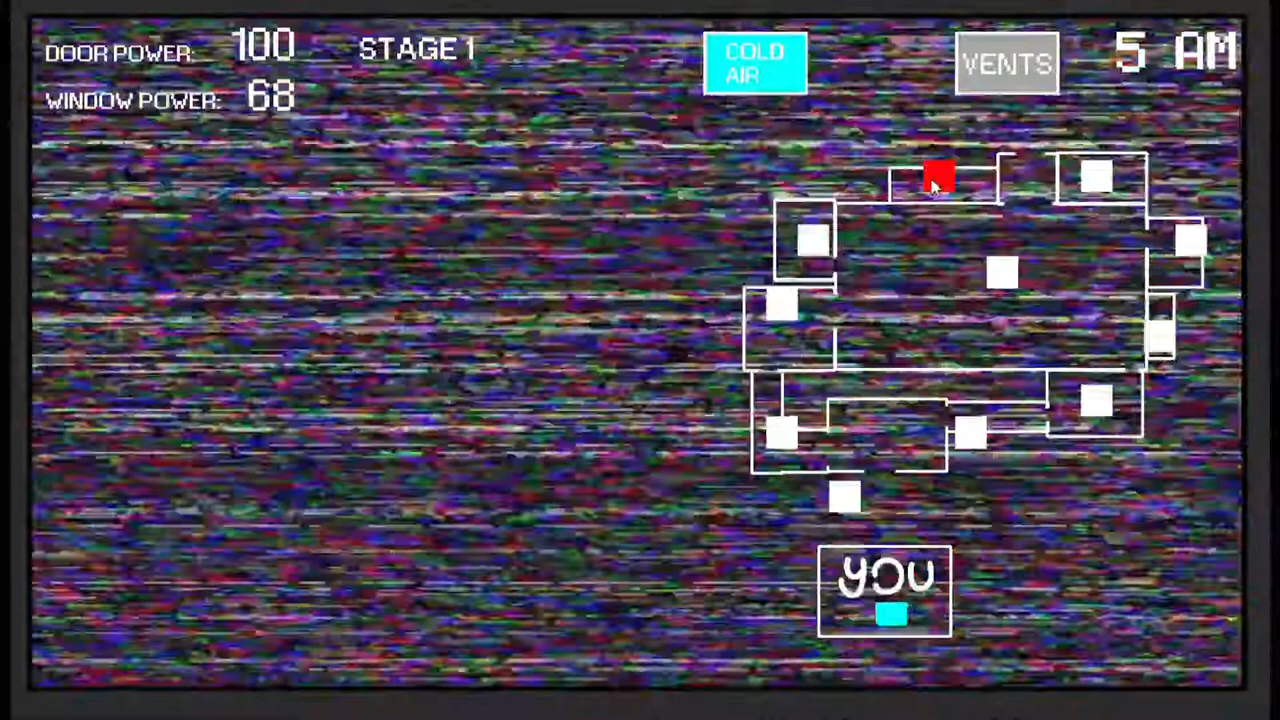 DOOR POWER: 100
STAGE 1
COLD
AIR
VENTS
5 AM
WINDOW POWER: 68
YOU